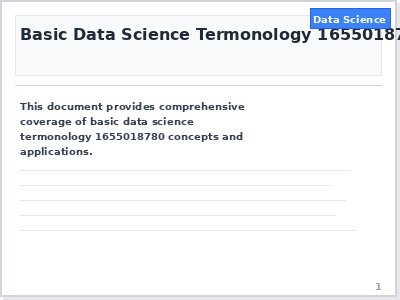 Data Science
Basic Data Science Termonology 16550187
This document provides comprehensive
coverage of basic data science
termonology 1655018780 concepts and
applications.
1